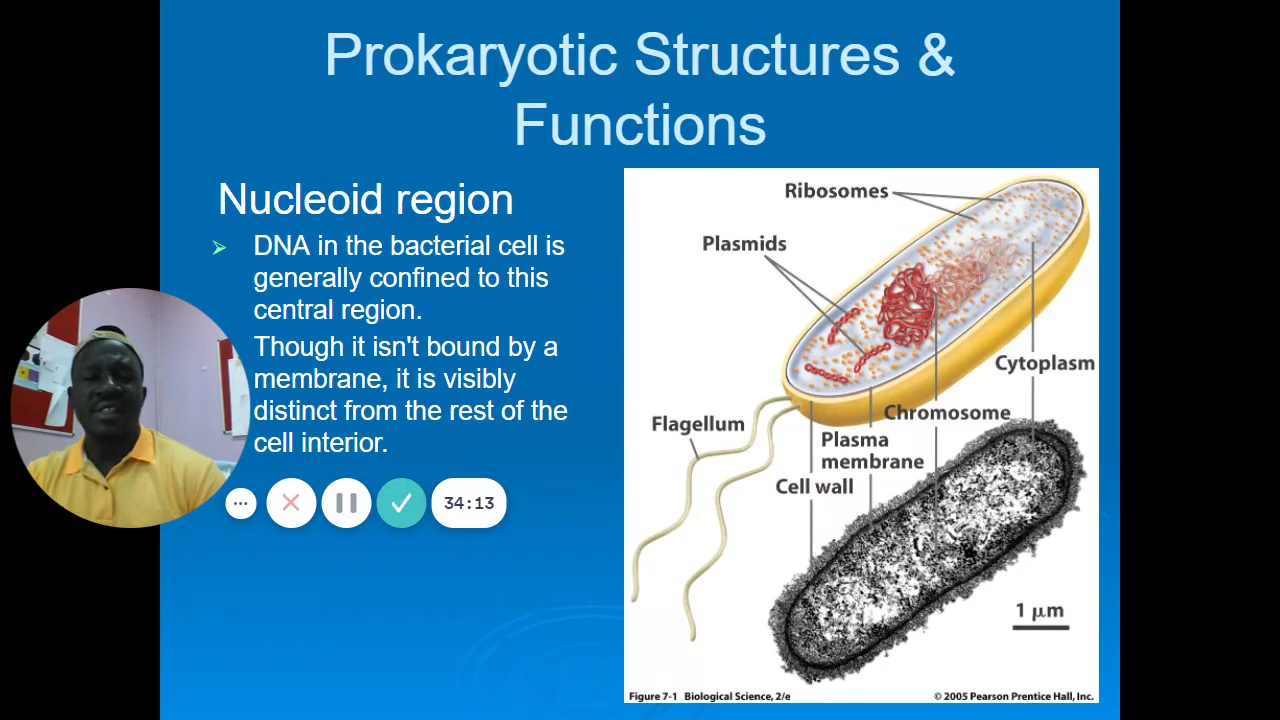 Prokaryotic Structures &
Functions
Nucleoid region
DNA in the bacterial cell is
generally confined to this
central region.
Though it isn't bound by a
membrane, it is visibly
distinct from the rest of the
cell interior.
34:13
Ribosomes
Plasmids
Cytoplasm
Chromosome
Flagellum
Plasma
membrane
Cell wall
1 µm
Figure 7-1 Biological Science, 2/e
© 2005 Pearson Prentice Hall, Inc.